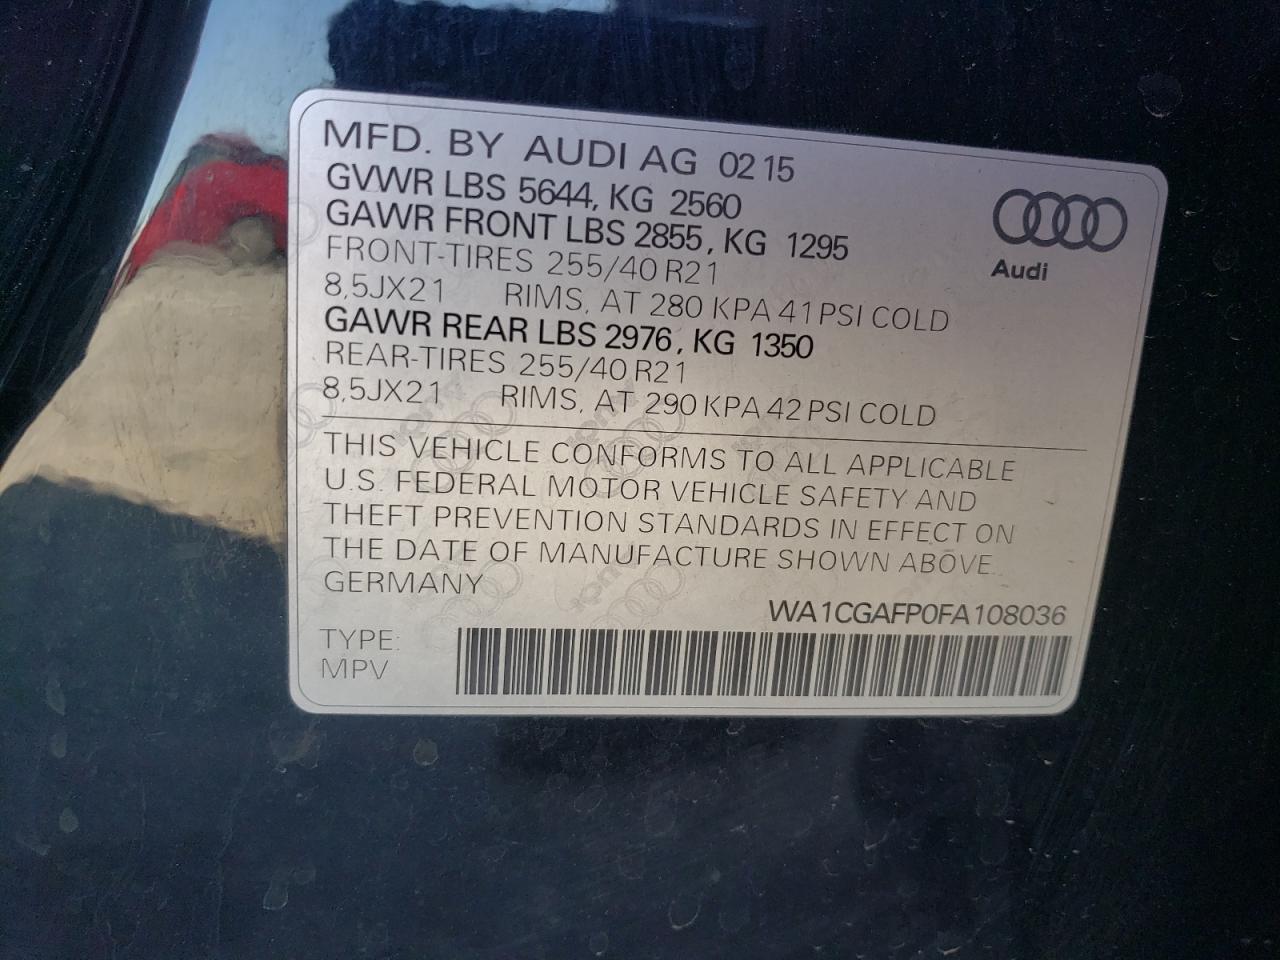 MFD. BY AUDI AG 0215
GVWR LBS 5644, KG 2560
GAWR FRONT LBS 2855, KG 1295
FRONT-TIRES 255/40 R21
8,5JX21 RIMS, AT 280 KPA 41 PSI COLD
GAWR REAR LBS 2976, KG 1350
REAR-TIRES 255/40 R21
8,5JX21 RIMS, AT 290 KPA 42 PSI COLD
Audi
THIS VEHICLE CONFORMS TO ALL APPLICABLE
U.S. FEDERAL MOTOR VEHICLE SAFETY AND
THEFT PREVENTION STANDARDS IN EFFECT ON
THE DATE OF MANUFACTURE SHOWN ABOVE.
GERMANY
WA1CGAFP0FA108036
TYPE:
MPV